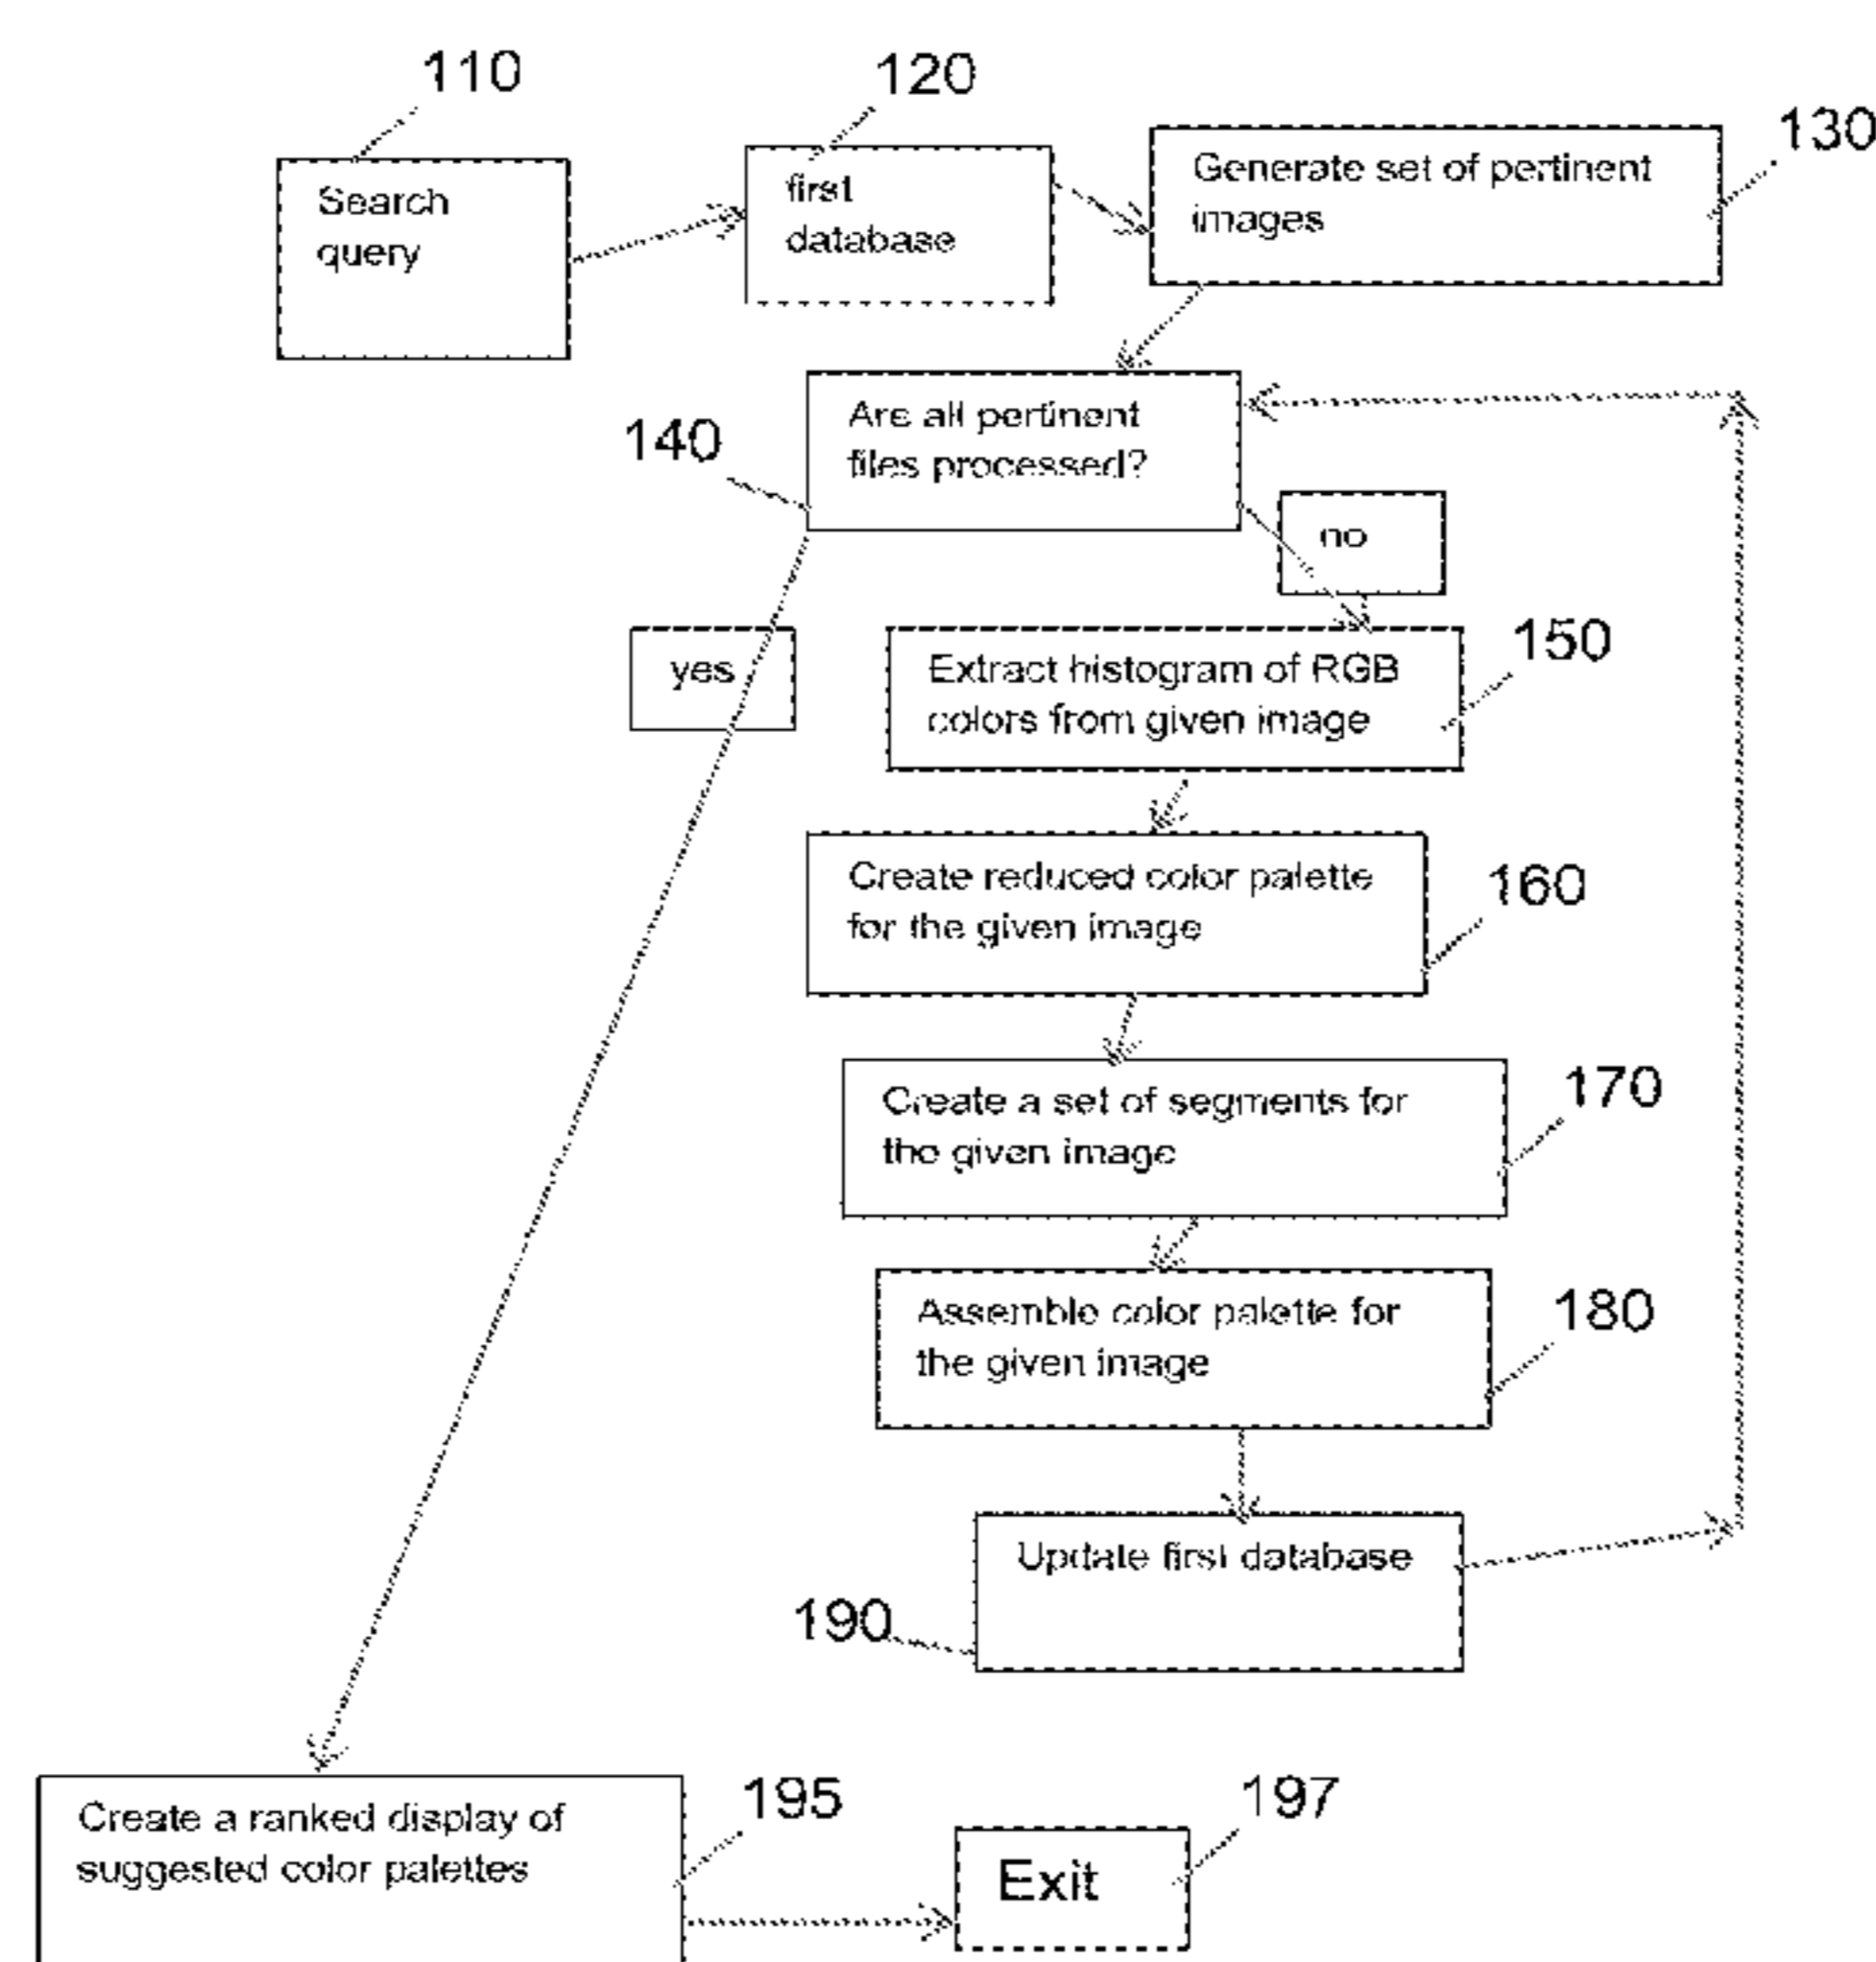 110
120
130
Search
query
first
database
Generate set of pertinent
images
140
Are all pertinent
files processed?
no
yes
150
Extract histogram of RGB
colors from given image
160
Create reduced color palette
for the given image
170
Create a set of segments for
the given image
180
Assemble color palette for
the given image
190
Update first database
195
Create a ranked display of
suggested color palettes
197
Exit